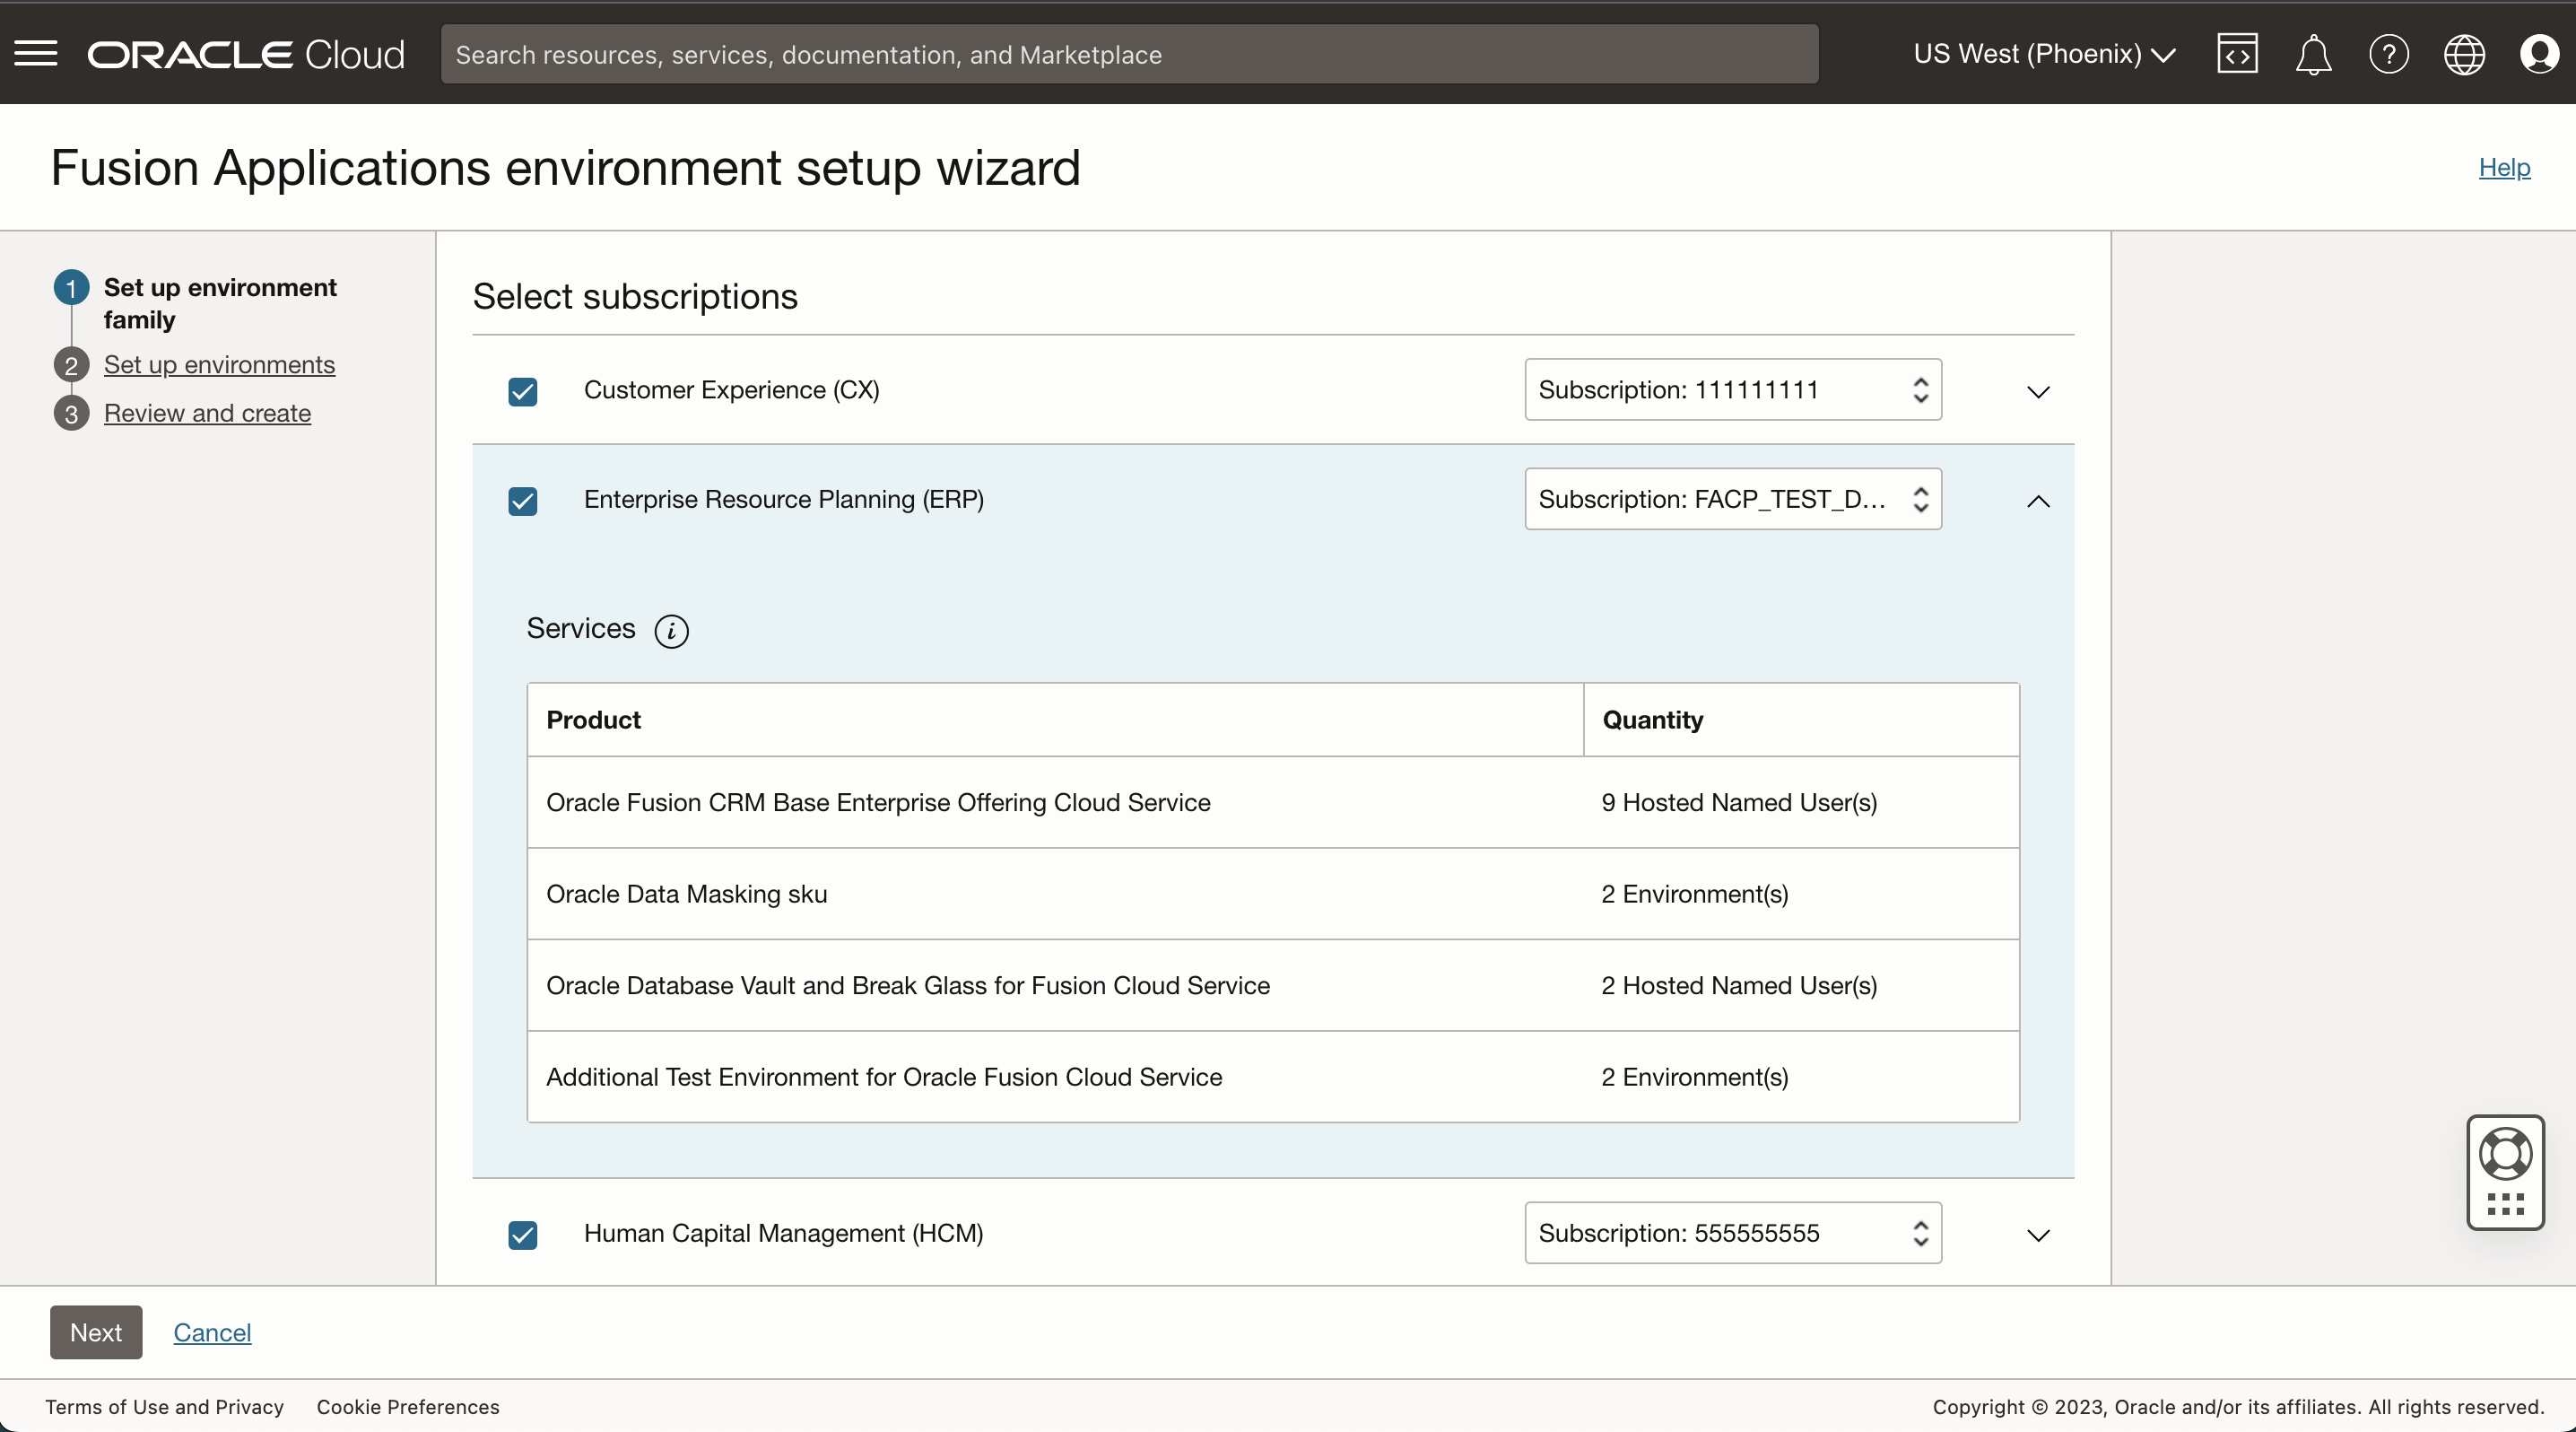 ORACLE Cloud
Search resources, services, documentation, and Marketplace
US West (Phoenix)
Fusion Applications environment setup wizard
Help
1 Set up environment
family
2 Set up environments
3 Review and create
Select subscriptions
Customer Experience (CX) Subscription: 111111111
Enterprise Resource Planning (ERP) Subscription: FACP_TEST_D...
Services i
Product Quantity
Oracle Fusion CRM Base Enterprise Offering Cloud Service 9 Hosted Named User(s)
Oracle Data Masking sku 2 Environment(s)
Oracle Database Vault and Break Glass for Fusion Cloud Service 2 Hosted Named User(s)
Additional Test Environment for Oracle Fusion Cloud Service 2 Environment(s)
Human Capital Management (HCM) Subscription: 555555555
Next Cancel
Terms of Use and Privacy Cookie Preferences
Copyright © 2023, Oracle and/or its affiliates. All rights reserved.